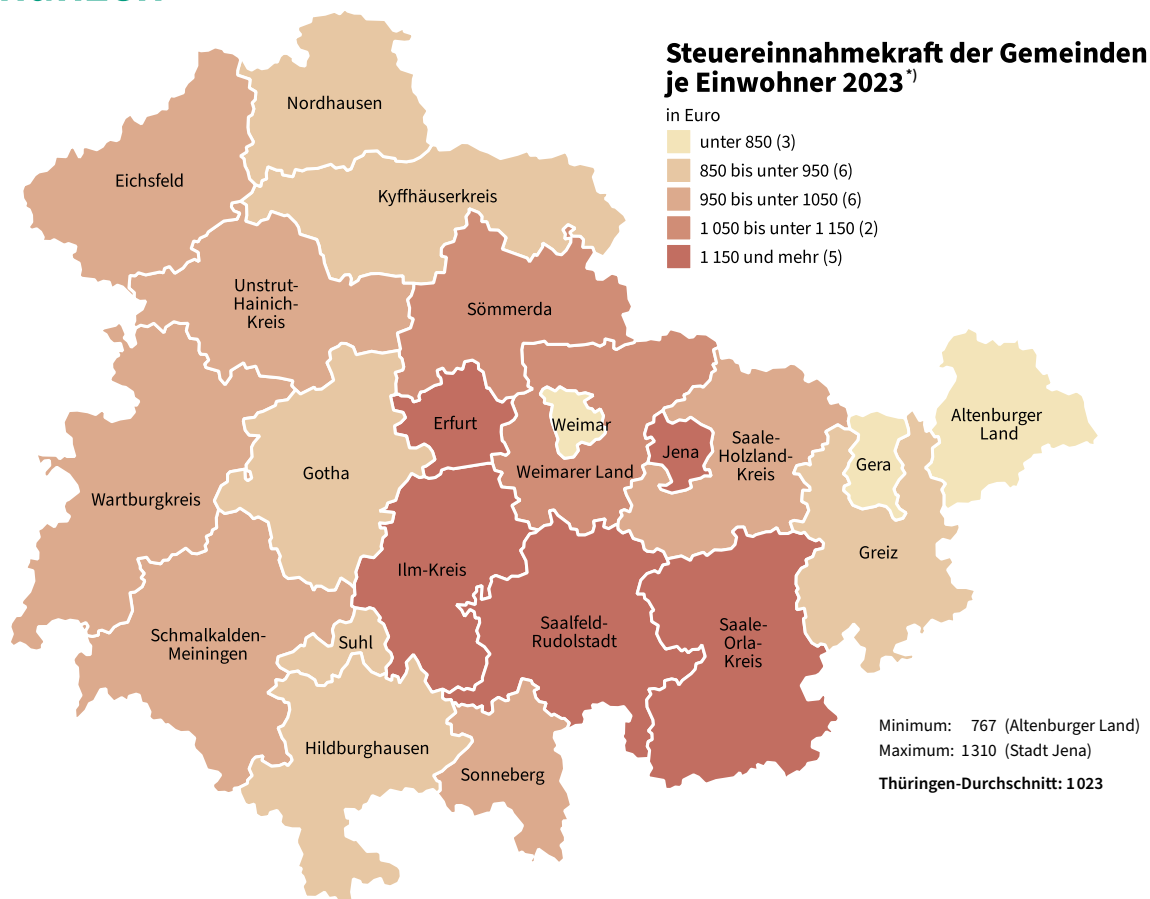 Steuereinnahmekraft der Gemeinden
je Einwohner 2023*)
in Euro
unter 850 (3)
850 bis unter 950 (6)
950 bis unter 1050 (6)
1 050 bis unter 1 150 (2)
1 150 und mehr (5)
Nordhausen
Eichsfeld
Kyffhäuserkreis
Unstrut-
Hainich-
Kreis
Sömmerda
Erfurt
Weimar
Weimarer Land
Jena
Saale-
Holzland-
Kreis
Gera
Altenburger
Land
Gotha
Wartburgkreis
Greiz
Ilm-Kreis
Schmalkalden-
Meiningen
Suhl
Saalfeld-
Rudolstadt
Saale-
Orla-
Kreis
Hildburghausen
Sonneberg
Minimum: 767 (Altenburger Land)
Maximum: 1310 (Stadt Jena)
Thüringen-Durchschnitt: 1023